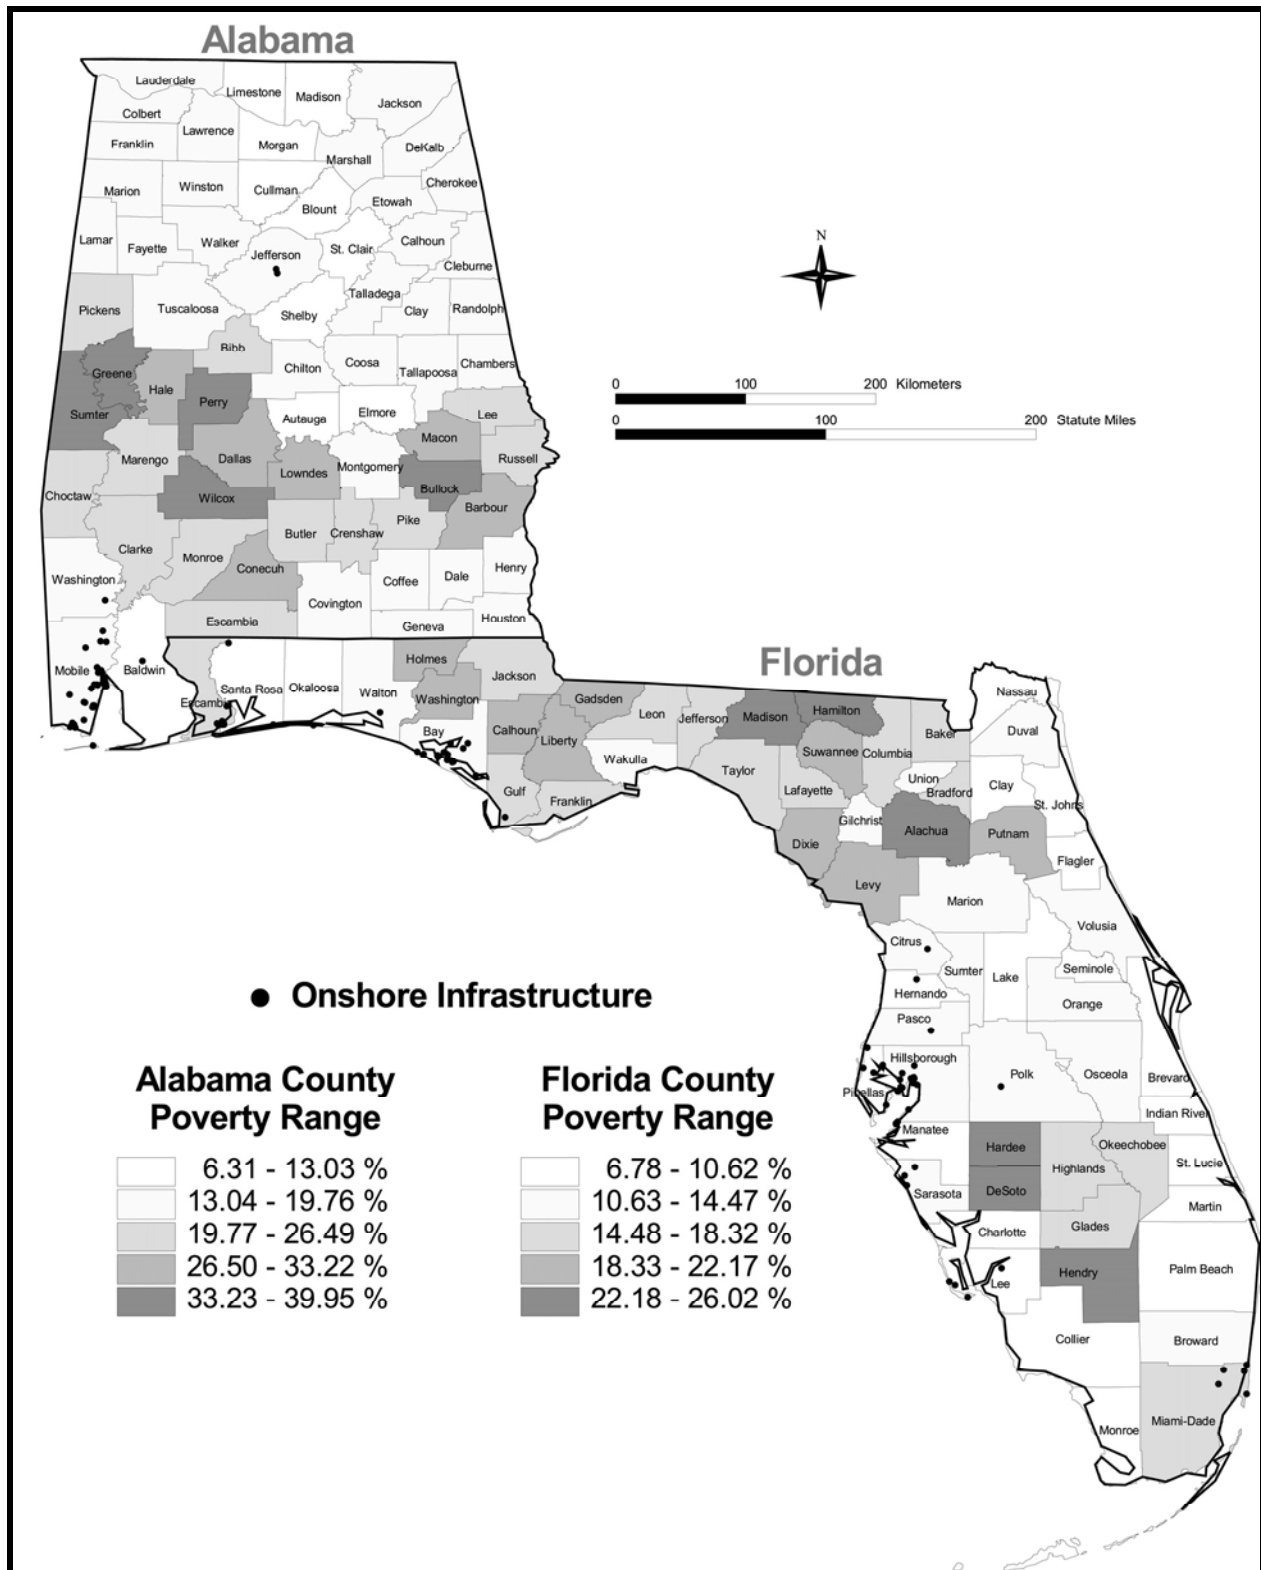 Alabama
Lauderdale
Limestone
Madison
Jackson
Colbert
Lawrence
Franklin
Morgan
DeKalb
Marshall
Marion
Winston
Cullman
Cherokee
Blount
Etowah
Lamar
Fayette
Walker
Jefferson
St. Clair
Calhoun
Cleburne
Talladega
Pickens
Tuscaloosa
Shelby
Clay
Randolph
Bibb
Greene
Hale
Perry
Chilton
Coosa
Tallapoosa
Chambers
Sumter
Autauga
Elmore
Lee
Macon
Marengo
Dallas
Lowndes
Montgomery
Russell
Choctaw
Wilcox
Bullock
Barbour
Clarke
Monroe
Butler
Crenshaw
Pike
Conecuh
Washington
Covington
Coffee
Dale
Henry
Escambia
Geneva
Houston
Mobile
Baldwin
N
0 100 200 Kilometers
0 100 200 Statute Miles
Florida
Escambia
Santa Rosa
Okaloosa
Walton
Holmes
Washington
Jackson
Bay
Calhoun
Gadsden
Liberty
Leon
Wakulla
Gulf
Franklin
Jefferson
Madison
Hamilton
Taylor
Suwannee
Columbia
Baker
Nassau
Duval
Lafayette
Union
Bradford
Clay
St. Johns
Dixie
Gilchrist
Alachua
Putnam
Flagler
Levy
Marion
Volusia
Citrus
Sumter
Lake
Seminole
Hernando
Orange
Pasco
Hillsborough
Pinellas
Polk
Osceola
Brevard
Indian River
Manatee
Hardee
Highlands
Okeechobee
St. Lucie
Sarasota
DeSoto
Martin
Charlotte
Glades
Lee
Hendry
Palm Beach
Collier
Broward
Monroe
Miami-Dade
Onshore Infrastructure
Alabama County
Poverty Range
6.31 - 13.03 %
13.04 - 19.76 %
19.77 - 26.49 %
26.50 - 33.22 %
33.23 - 39.95 %
Florida County
Poverty Range
6.78 - 10.62 %
10.63 - 14.47 %
14.48 - 18.32 %
18.33 - 22.17 %
22.18 - 26.02 %